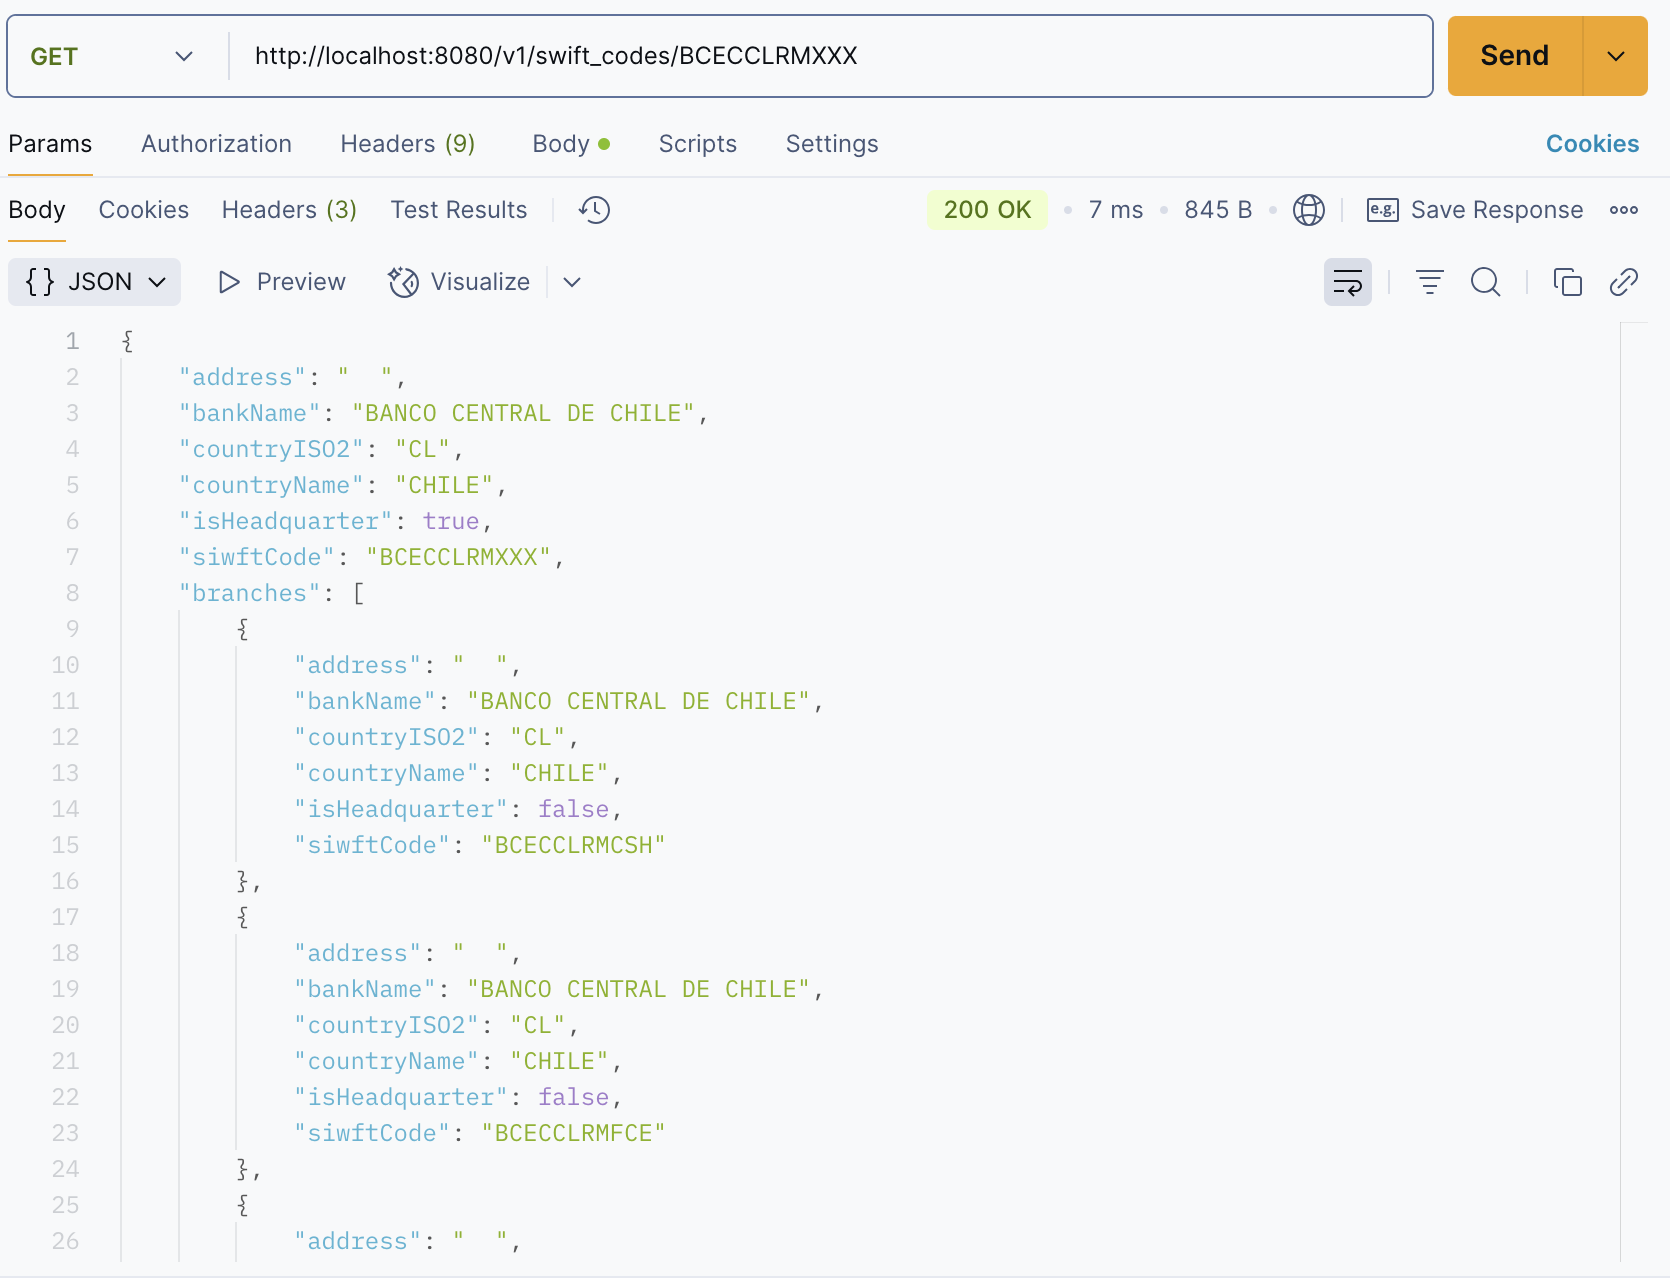 GET http://localhost:8080/v1/swift_codes/BCECCLRMXXX Send
Params Authorization Headers (9) Body Scripts Settings Cookies
Body Cookies Headers (3) Test Results 200 OK 7 ms 845 B e.g. Save Response
{} JSON Preview Visualize
1 {
2 "address": "  ",
3 "bankName": "BANCO CENTRAL DE CHILE",
4 "countryISO2": "CL",
5 "countryName": "CHILE",
6 "isHeadquarter": true,
7 "siwftCode": "BCECCLRMXXX",
8 "branches": [
9 {
10 "address": "  ",
11 "bankName": "BANCO CENTRAL DE CHILE",
12 "countryISO2": "CL",
13 "countryName": "CHILE",
14 "isHeadquarter": false,
15 "siwftCode": "BCECCLRMCSH"
16 },
17 {
18 "address": "  ",
19 "bankName": "BANCO CENTRAL DE CHILE",
20 "countryISO2": "CL",
21 "countryName": "CHILE",
22 "isHeadquarter": false,
23 "siwftCode": "BCECCLRMFCE"
24 },
25 {
26 "address": "  ",